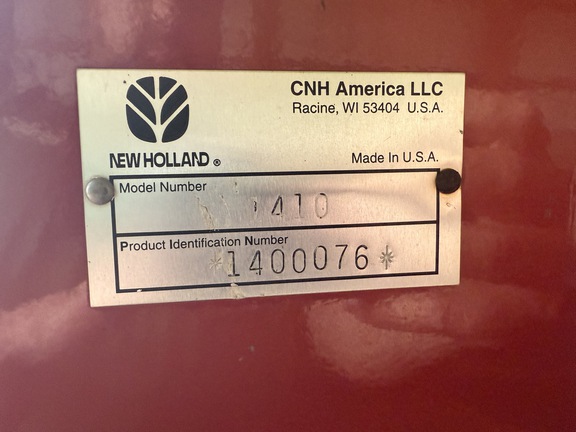 CNH America LLC
Racine, WI 53404 U.S.A.
NEW HOLLAND ®
Made in U.S.A.
Model Number
410
Product Identification Number
*1400076*